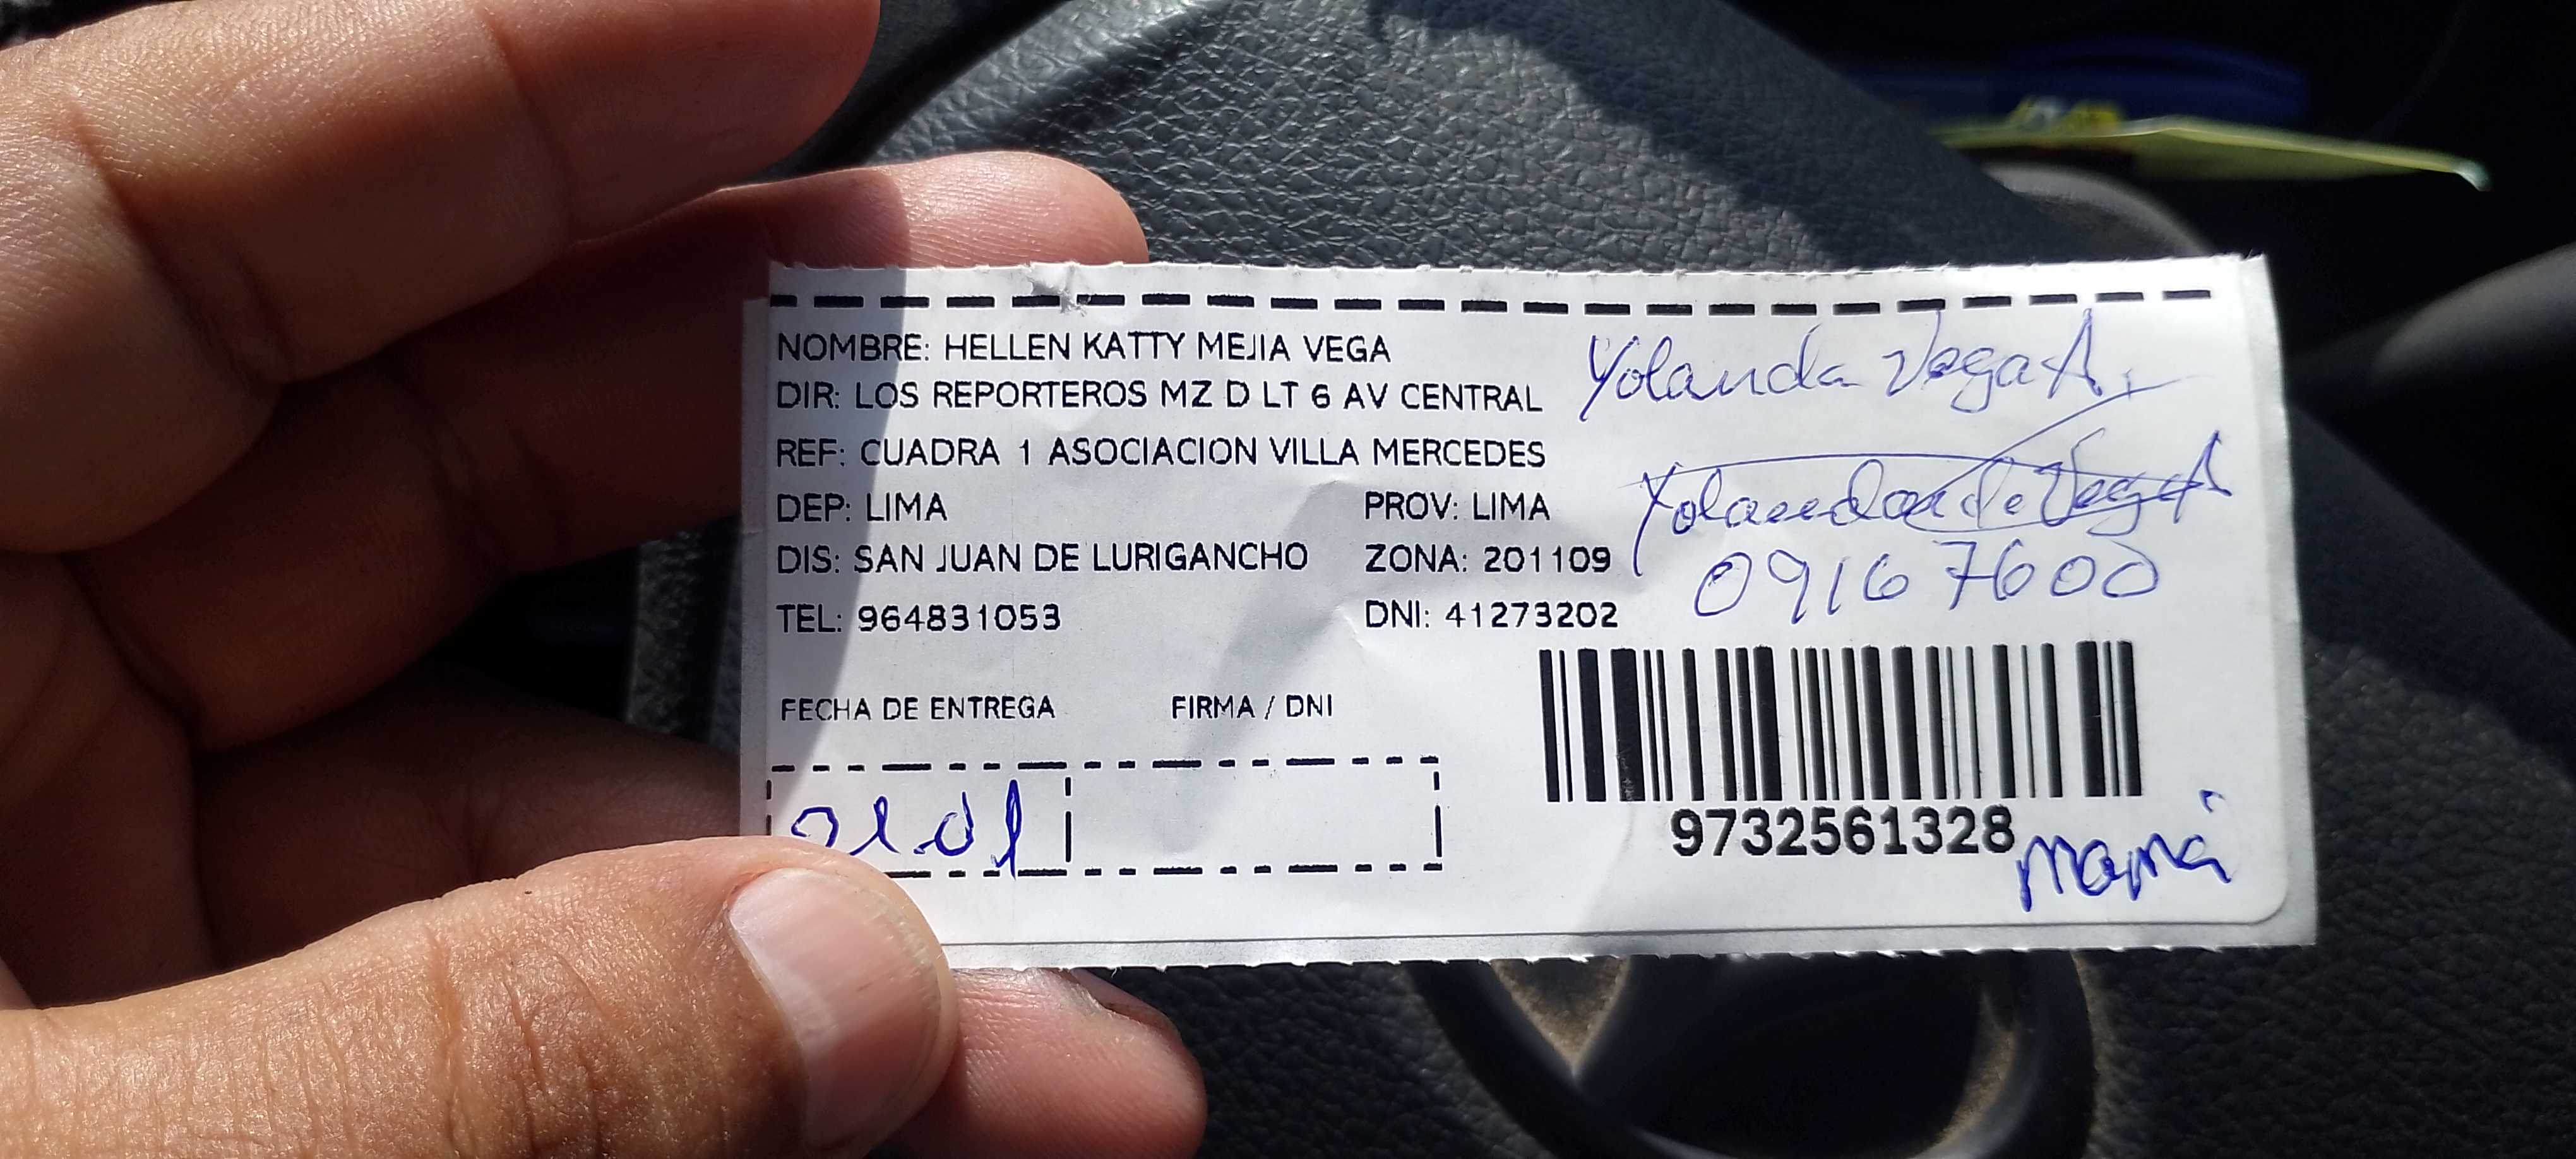 NOMBRE: HELLEN KATTY MEJIA VEGA
Yolanda Vega A.
DIR: LOS REPORTEROS MZ D LT 6 AV CENTRAL
REF: CUADRA 1 ASOCIACION VILLA MERCEDES
DEP: LIMA PROV: LIMA
DIS: SAN JUAN DE LURIGANCHO ZONA: 201109
09167600
TEL: 964831053 DNI: 41273202
FECHA DE ENTREGA FIRMA / DNI
9732561328
mamá